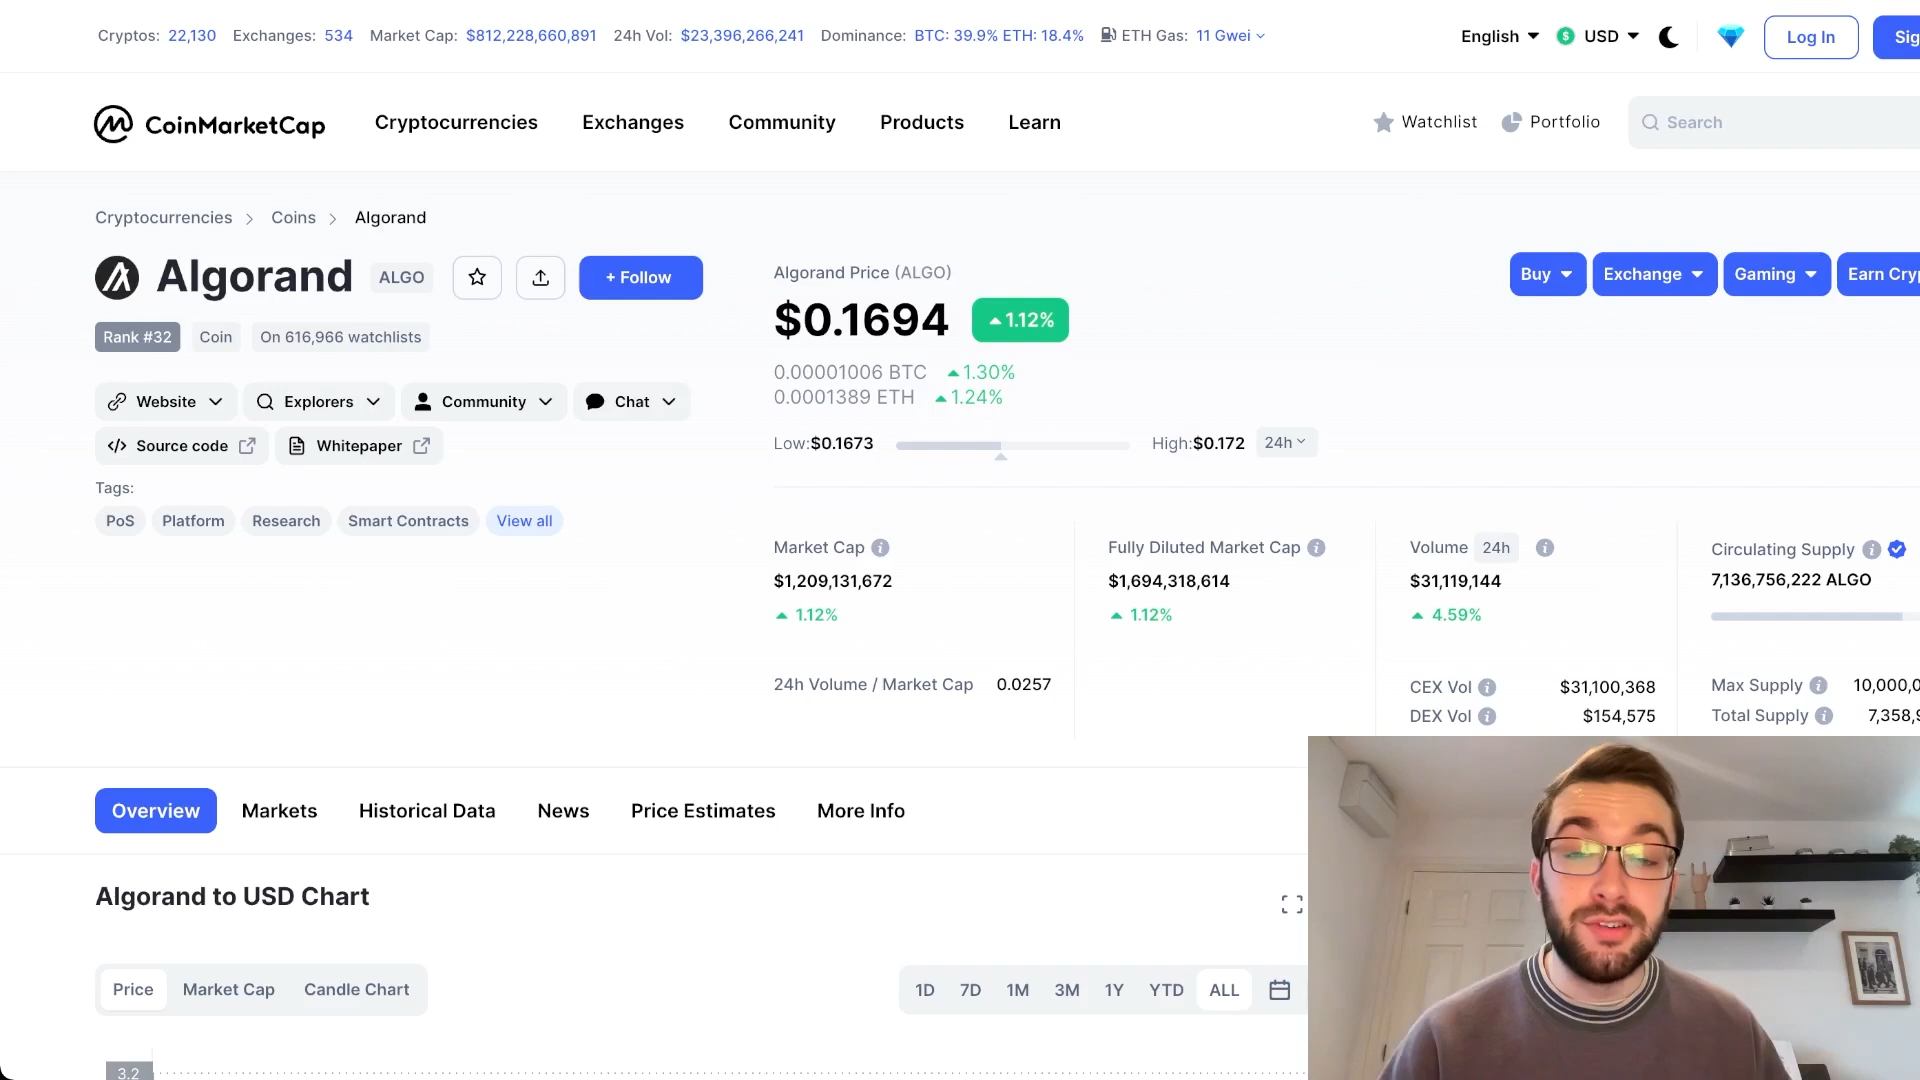 Cryptos: 22,130 Exchanges: 534 Market Cap: $812,228,660,891 24h Vol: $23,396,266,241 Dominance: BTC: 39.9% ETH: 18.4% ETH Gas: 11 Gwei English USD Log In Sig
CoinMarketCap Cryptocurrencies Exchanges Community Products Learn Watchlist Portfolio Search
Cryptocurrencies Coins Algorand
Algorand ALGO + Follow
Rank #32 Coin On 616,966 watchlists
Website Explorers Community Chat
Source code Whitepaper
Tags:
PoS Platform Research Smart Contracts View all
Algorand Price (ALGO)
$0.1694 1.12%
0.00001006 BTC 1.30%
0.0001389 ETH 1.24%
Low:$0.1673 High:$0.172 24h
Buy Exchange Gaming Earn Cryp
Market Cap
$1,209,131,672
1.12%
24h Volume / Market Cap 0.0257
Fully Diluted Market Cap
$1,694,318,614
1.12%
Volume 24h
$31,119,144
4.59%
CEX Vol $31,100,368
DEX Vol $154,575
Circulating Supply
7,136,756,222 ALGO
Max Supply 10,000,0
Total Supply 7,358,9
Overview Markets Historical Data News Price Estimates More Info
Algorand to USD Chart
Price Market Cap Candle Chart 1D 7D 1M 3M 1Y YTD ALL
3.2